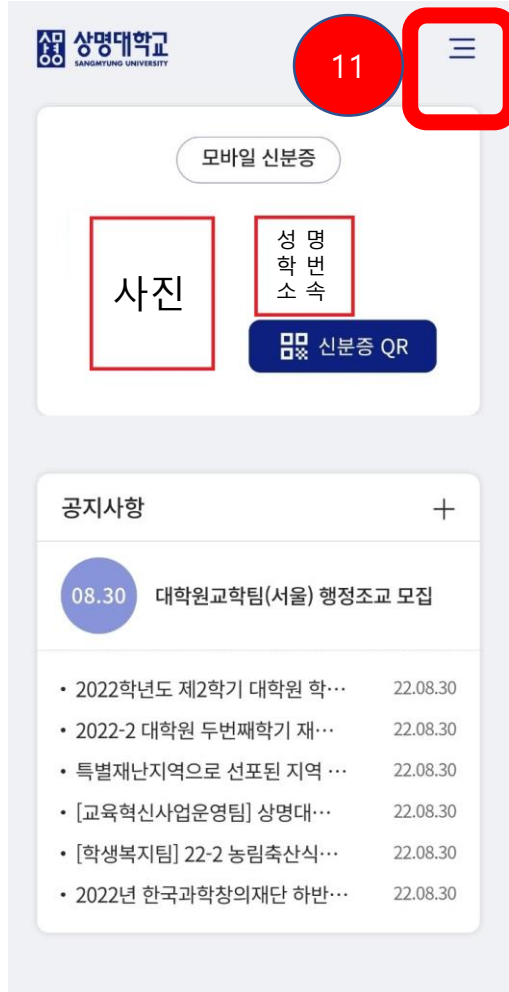 상명대학교
SANGMYUNG UNIVERSITY
11
모바일 신분증
사진
성 명
학 번
소 속
신분증 QR
공지사항
08.30 대학원교학팀(서울) 행정조교 모집
• 2022학년도 제2학기 대학원 학··· 22.08.30
• 2022-2 대학원 두번째학기 재··· 22.08.30
• 특별재난지역으로 선포된 지역 ··· 22.08.30
• [교육혁신사업운영팀] 상명대··· 22.08.30
• [학생복지팀] 22-2 농림축산식··· 22.08.30
• 2022년 한국과학창의재단 하반··· 22.08.30